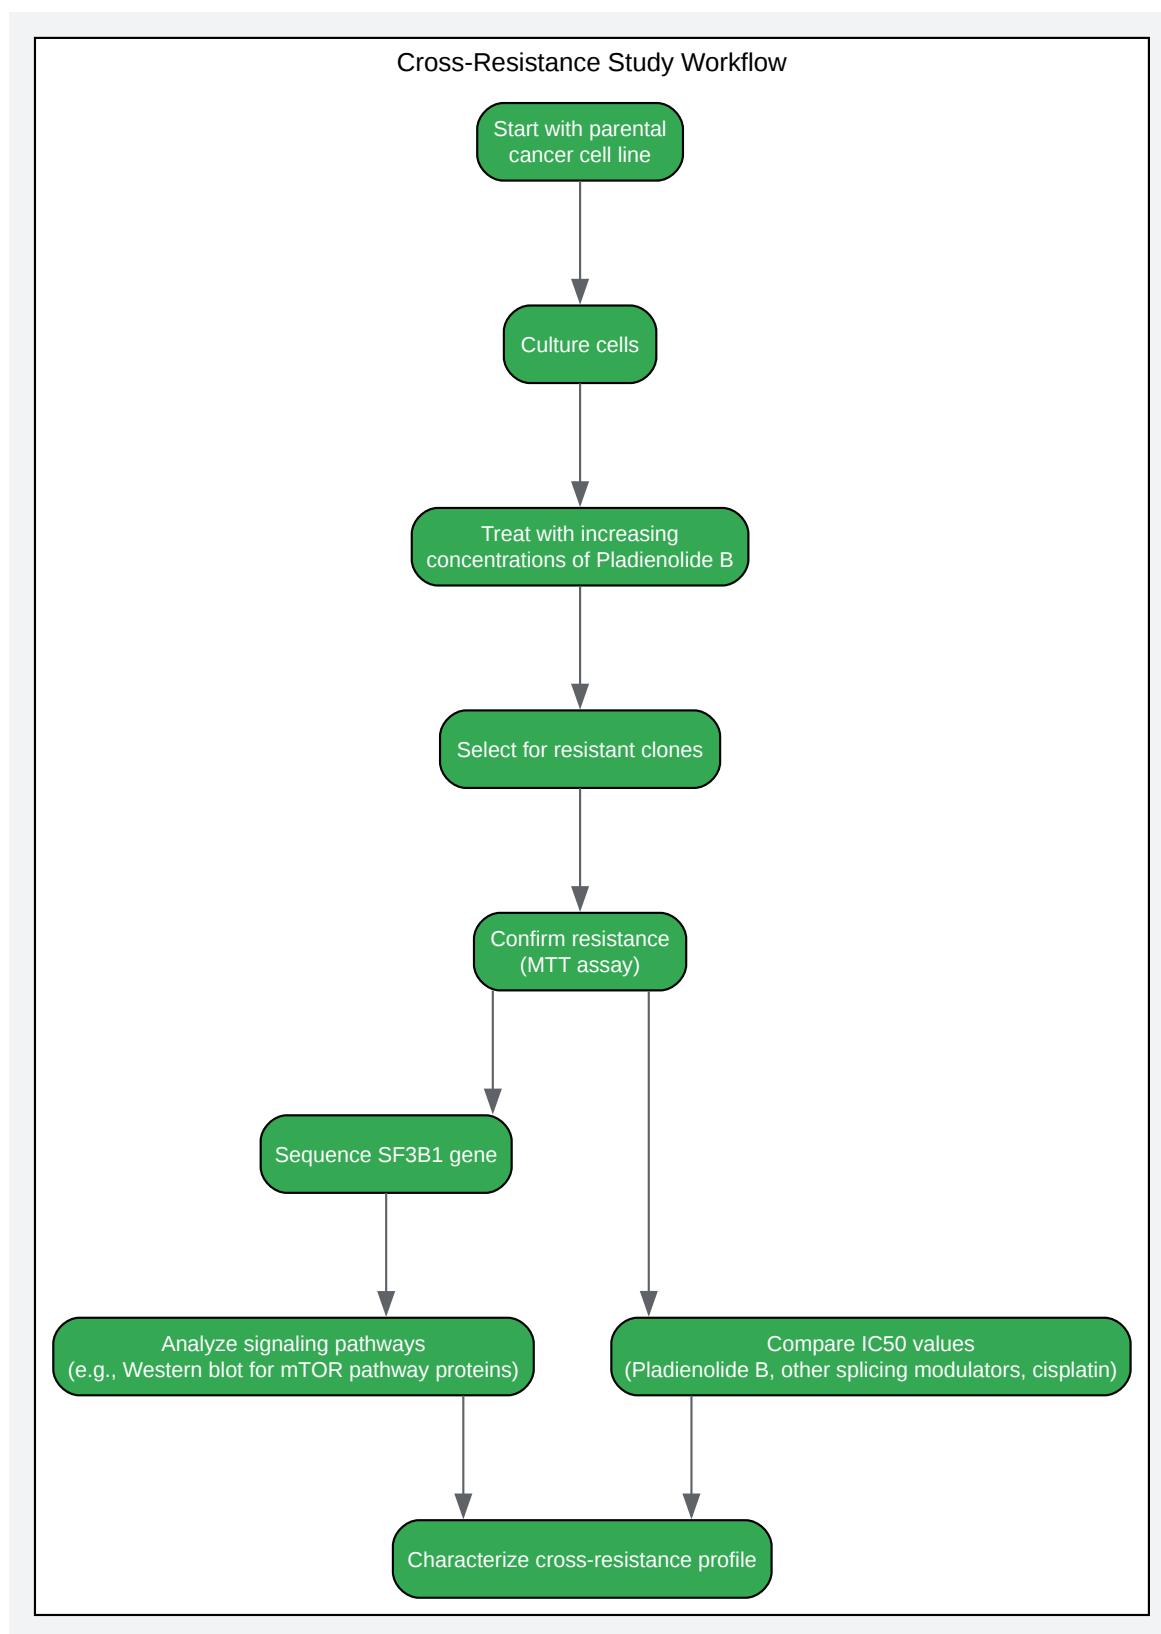 Cross-Resistance Study Workflow
Start with parental
cancer cell line
Culture cells
Treat with increasing
concentrations of Pladienolide B
Select for resistant clones
Confirm resistance
(MTT assay)
Sequence SF3B1 gene
Analyze signaling pathways
(e.g., Western blot for mTOR pathway proteins)
Compare IC50 values
(Pladienolide B, other splicing modulators, cisplatin)
Characterize cross-resistance profile